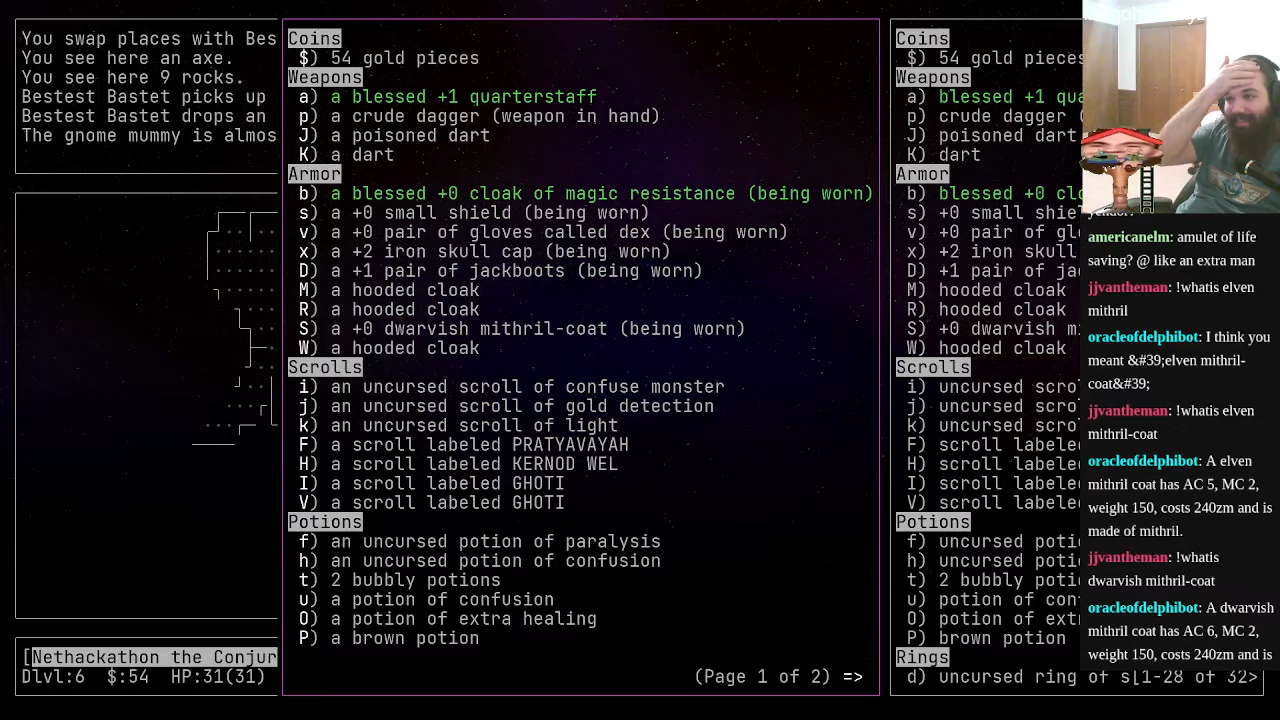 You swap places with Bes
You see here an axe.
You see here 9 rocks.
Bestest Bastet picks up
Bestest Bastet drops an
The gnome mummy is almos
[Nethackathon the Conjur
Dlvl:6 $:54 HP:31(31)
Coins
$) 54 gold pieces
Weapons
a) a blessed +1 quarterstaff
p) a crude dagger (weapon in hand)
J) a poisoned dart
K) a dart
Armor
b) a blessed +0 cloak of magic resistance (being worn)
s) a +0 small shield (being worn)
v) a +0 pair of gloves called dex (being worn)
x) a +2 iron skull cap (being worn)
D) a +1 pair of jackboots (being worn)
M) a hooded cloak
R) a hooded cloak
S) a +0 dwarvish mithril-coat (being worn)
W) a hooded cloak
Scrolls
i) an uncursed scroll of confuse monster
j) an uncursed scroll of gold detection
k) an uncursed scroll of light
F) a scroll labeled PRATYAVAYAH
H) a scroll labeled KERNOD WEL
I) a scroll labeled GHOTI
V) a scroll labeled GHOTI
Potions
f) an uncursed potion of paralysis
h) an uncursed potion of confusion
t) 2 bubbly potions
u) a potion of confusion
O) a potion of extra healing
P) a brown potion
(Page 1 of 2) =>
Coins
$) 54 gold pieces
Weapons
a) blessed +1 qua
p) crude dagger (
J) poisoned dart
K) dart
Armor
b) blessed +0 clo
s) +0 small shie
v) +0 pair of gl
x) +2 iron skull
D) +1 pair of ja
M) hooded cloak
R) hooded cloak
S) +0 dwarvish m
W) hooded cloak
Scrolls
i) uncursed scro
j) uncursed scro
k) uncursed scro
F) scroll labele
H) scroll labele
I) scroll labele
V) scroll labele
Potions
f) uncursed poti
h) uncursed poti
t) 2 bubbly poti
u) potion of con
O) potion of ext
P) brown potion
Rings
d) uncursed ring of s[1-28 of 32>
americanelm: amulet of life
saving? @ like an extra man
jjvantheman: !whatis elven
mithril
oracleofdelphibot: I think you
meant &#39;elven mithril-
coat&#39;
jjvantheman: !whatis elven
mithril-coat
oracleofdelphibot: A elven
mithril coat has AC 5, MC 2,
weight 150, costs 240zm and is
made of mithril.
jjvantheman: !whatis
dwarvish mithril-coat
oracleofdelphibot: A dwarvish
mithril coat has AC 6, MC 2,
weight 150, costs 240zm and is